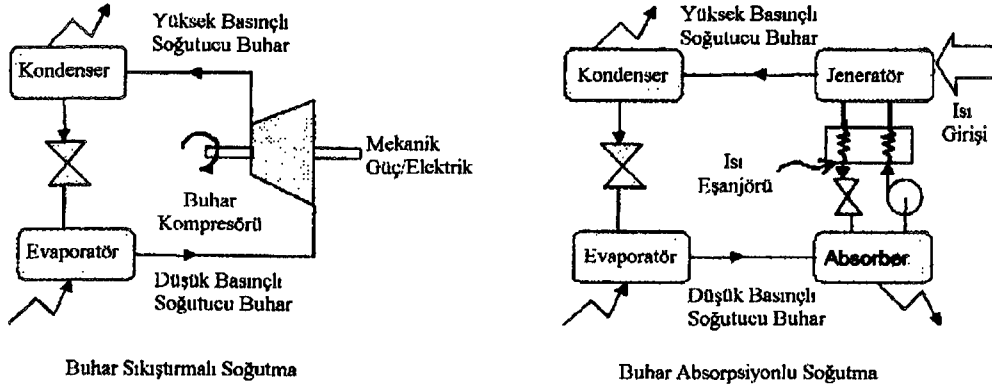 Yüksek Basınçlı
Soğutucu Buhar
Kondenser
Mekanik
Güç/Elektrik
Buhar
Kompresörü
Evaporatör
Düşük Basınçlı
Soğutucu Buhar
Buhar Sıkıştırmalı Soğutma
Yüksek Basınçlı
Soğutucu Buhar
Kondenser
Jeneratör
Isı
Girişi
Isı
Eşanjörü
Evaporatör
Absorber
Düşük Basınçlı
Soğutucu Buhar
Buhar Absorpsiyonlu Soğutma